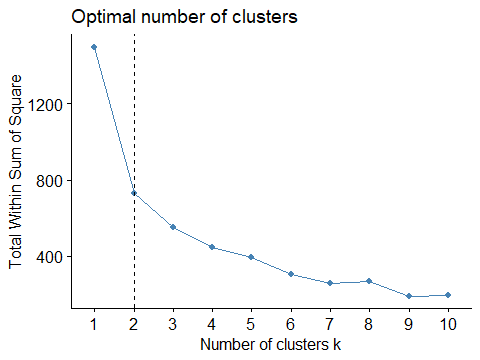 Optimal number of clusters
Total Within Sum of Square
1200
800
400
1 2 3 4 5 6 7 8 9 10
Number of clusters k